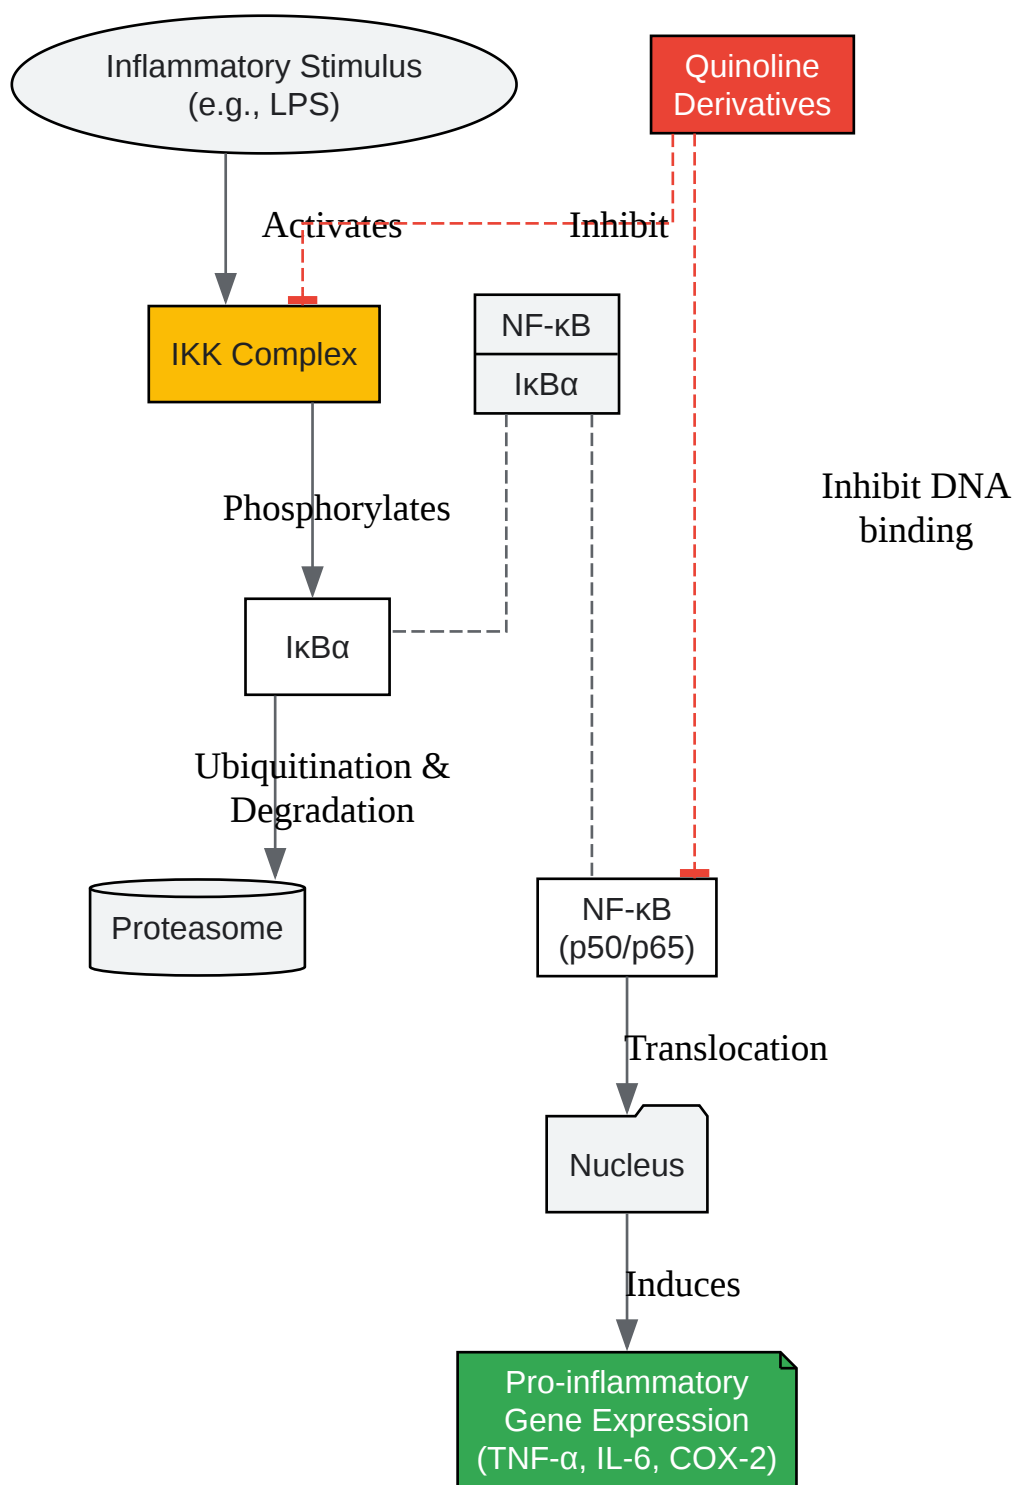 Inflammatory Stimulus
(e.g., LPS)
Quinoline
Derivatives
Activates
Inhibit
IKK Complex
NF-κB
IκBα
Phosphorylates
Inhibit DNA
binding
IκBα
Ubiquitination &
Degradation
Proteasome
NF-κB
(p50/p65)
Translocation
Nucleus
Induces
Pro-inflammatory
Gene Expression
(TNF-α, IL-6, COX-2)